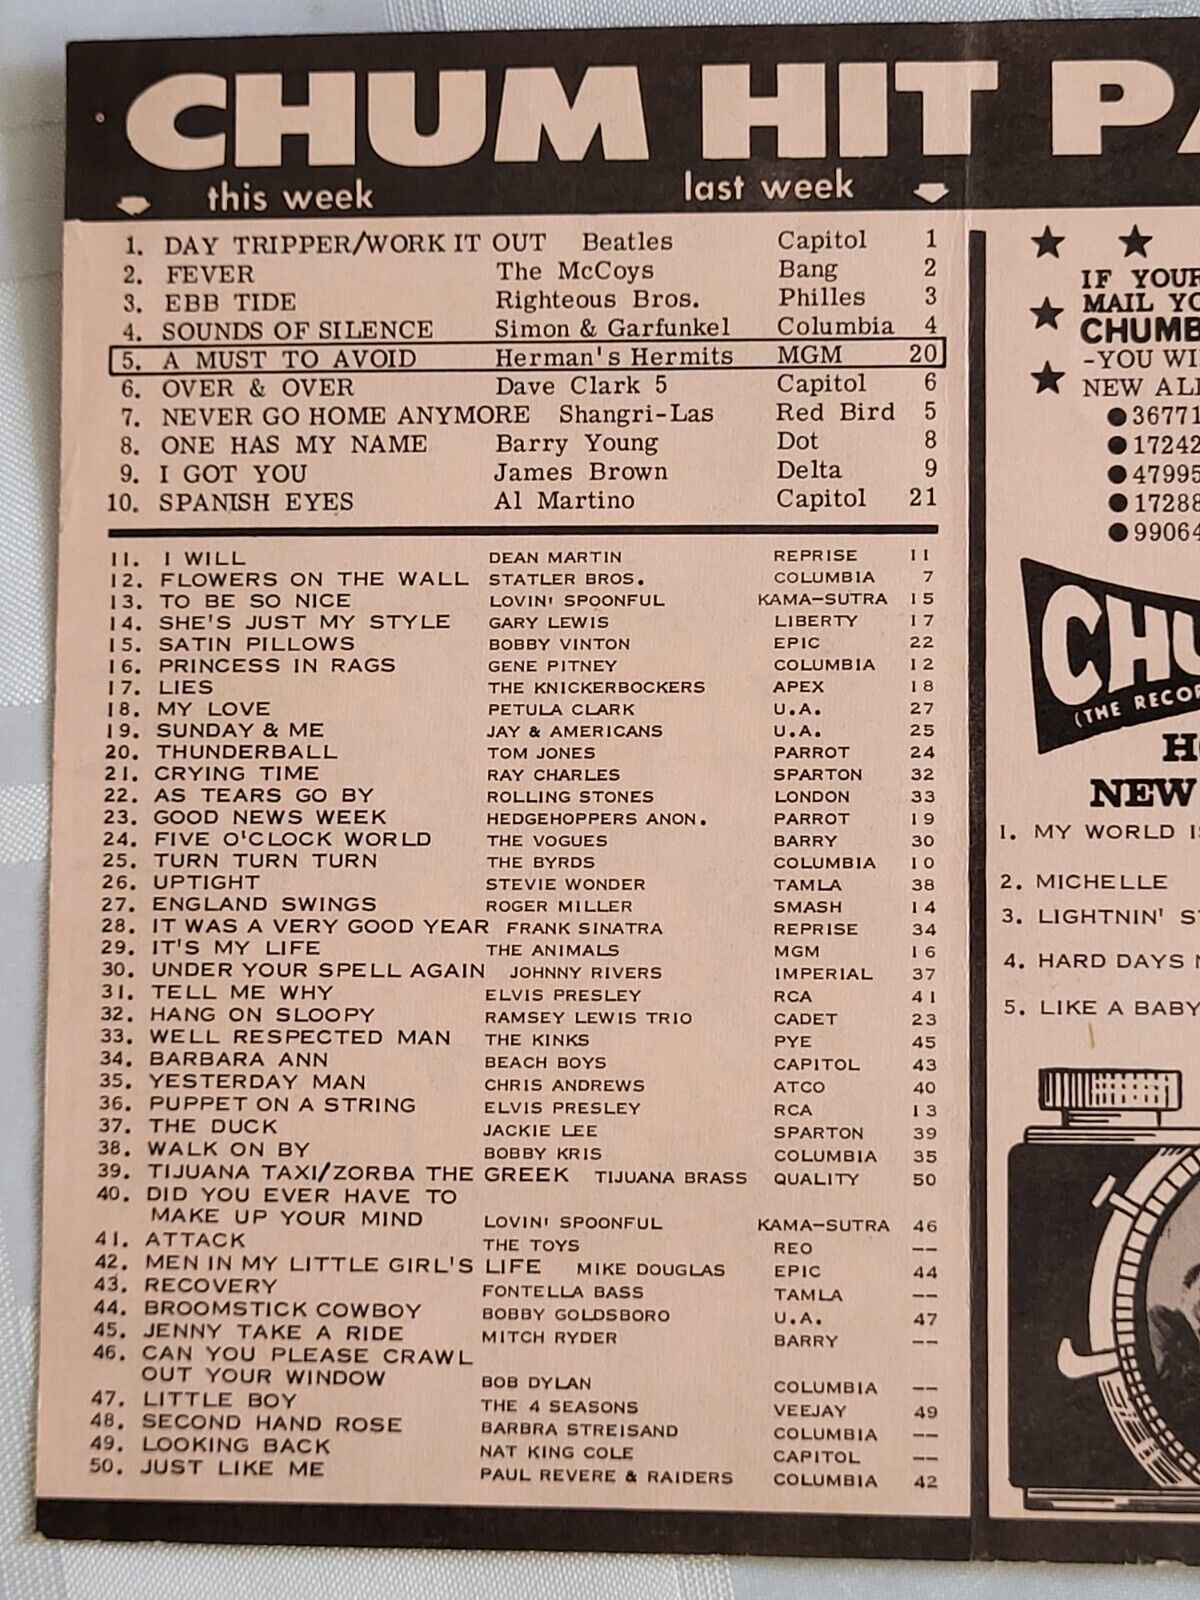 CHUM HIT PA
this week last week
1. DAY TRIPPER/WORK IT OUT Beatles Capitol 1
2. FEVER The McCoys Bang 2
3. EBB TIDE Righteous Bros. Philles 3
4. SOUNDS OF SILENCE Simon & Garfunkel Columbia 4
5. A MUST TO AVOID Herman's Hermits MGM 20
6. OVER & OVER Dave Clark 5 Capitol 6
7. NEVER GO HOME ANYMORE Shangri-Las Red Bird 5
8. ONE HAS MY NAME Barry Young Dot 8
9. I GOT YOU James Brown Delta 9
10. SPANISH EYES Al Martino Capitol 21
11. I WILL DEAN MARTIN REPRISE 11
12. FLOWERS ON THE WALL STATLER BROS. COLUMBIA 7
13. TO BE SO NICE LOVIN' SPOONFUL KAMA-SUTRA 15
14. SHE'S JUST MY STYLE GARY LEWIS LIBERTY 17
15. SATIN PILLOWS BOBBY VINTON EPIC 22
16. PRINCESS IN RAGS GENE PITNEY COLUMBIA 12
17. LIES THE KNICKERBOCKERS APEX 18
18. MY LOVE PETULA CLARK U.A. 27
19. SUNDAY & ME JAY & AMERICANS U.A. 25
20. THUNDERBALL TOM JONES PARROT 24
21. CRYING TIME RAY CHARLES SPARTON 32
22. AS TEARS GO BY ROLLING STONES LONDON 33
23. GOOD NEWS WEEK HEDGEHOPPERS ANON. PARROT 19
24. FIVE O'CLOCK WORLD THE VOGUES BARRY 30
25. TURN TURN TURN THE BYRDS COLUMBIA 10
26. UPTIGHT STEVIE WONDER TAMLA 38
27. ENGLAND SWINGS ROGER MILLER SMASH 14
28. IT WAS A VERY GOOD YEAR FRANK SINATRA REPRISE 34
29. IT'S MY LIFE THE ANIMALS MGM 16
30. UNDER YOUR SPELL AGAIN JOHNNY RIVERS IMPERIAL 37
31. TELL ME WHY ELVIS PRESLEY RCA 41
32. HANG ON SLOOPY RAMSEY LEWIS TRIO CADET 23
33. WELL RESPECTED MAN THE KINKS PYE 45
34. BARBARA ANN BEACH BOYS CAPITOL 43
35. YESTERDAY MAN CHRIS ANDREWS ATCO 40
36. PUPPET ON A STRING ELVIS PRESLEY RCA 13
37. THE DUCK JACKIE LEE SPARTON 39
38. WALK ON BY BOBBY KRIS COLUMBIA 35
39. TIJUANA TAXI/ZORBA THE GREEK TIJUANA BRASS QUALITY 50
40. DID YOU EVER HAVE TO
MAKE UP YOUR MIND LOVIN' SPOONFUL KAMA-SUTRA 46
41. ATTACK THE TOYS REO --
42. MEN IN MY LITTLE GIRL'S LIFE MIKE DOUGLAS EPIC 44
43. RECOVERY FONTELLA BASS TAMLA --
44. BROOMSTICK COWBOY BOBBY GOLDSBORO U.A. 47
45. JENNY TAKE A RIDE MITCH RYDER BARRY --
46. CAN YOU PLEASE CRAWL
OUT YOUR WINDOW BOB DYLAN COLUMBIA --
47. LITTLE BOY THE 4 SEASONS VEEJAY 49
48. SECOND HAND ROSE BARBRA STREISAND COLUMBIA --
49. LOOKING BACK NAT KING COLE CAPITOL --
50. JUST LIKE ME PAUL REVERE & RAIDERS COLUMBIA 42
IF YOUR
MAIL YO
CHUMB
-YOU WI
NEW ALB
● 36771
● 17242
● 47995
● 17288
● 99064
CHU
(THE RECOR
H
NEW
1. MY WORLD IS
2. MICHELLE
3. LIGHTNIN' S
4. HARD DAYS N
5. LIKE A BABY